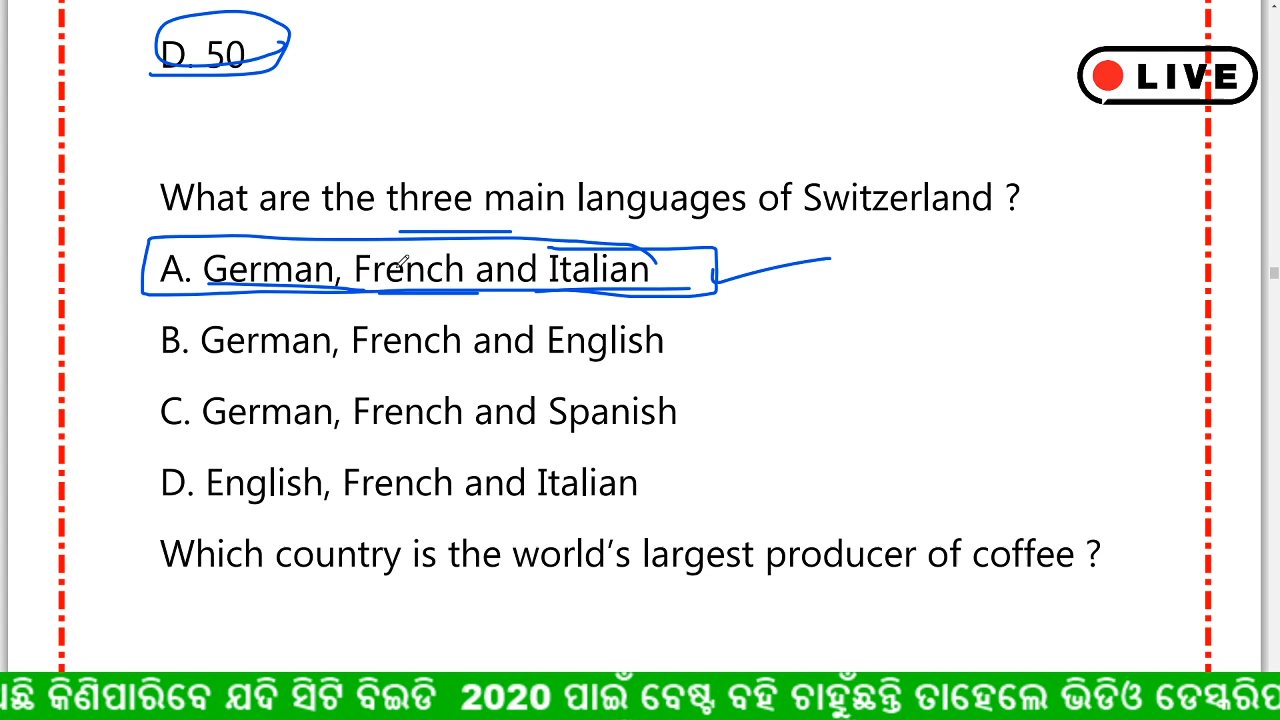 D. 50
LIVE
What are the three main languages of Switzerland ?
A. German, French and Italian
B. German, French and English
C. German, French and Spanish
D. English, French and Italian
Which country is the world’s largest producer of coffee ?
କିଣିପାରିବେ ଯଦି ସିଟି ବିଇଡି 2020 ପାଇଁ ବେଷ୍ଟ ବହି ଚାହୁଁଛନ୍ତି ତାହେଲେ ଭିଡିଓ